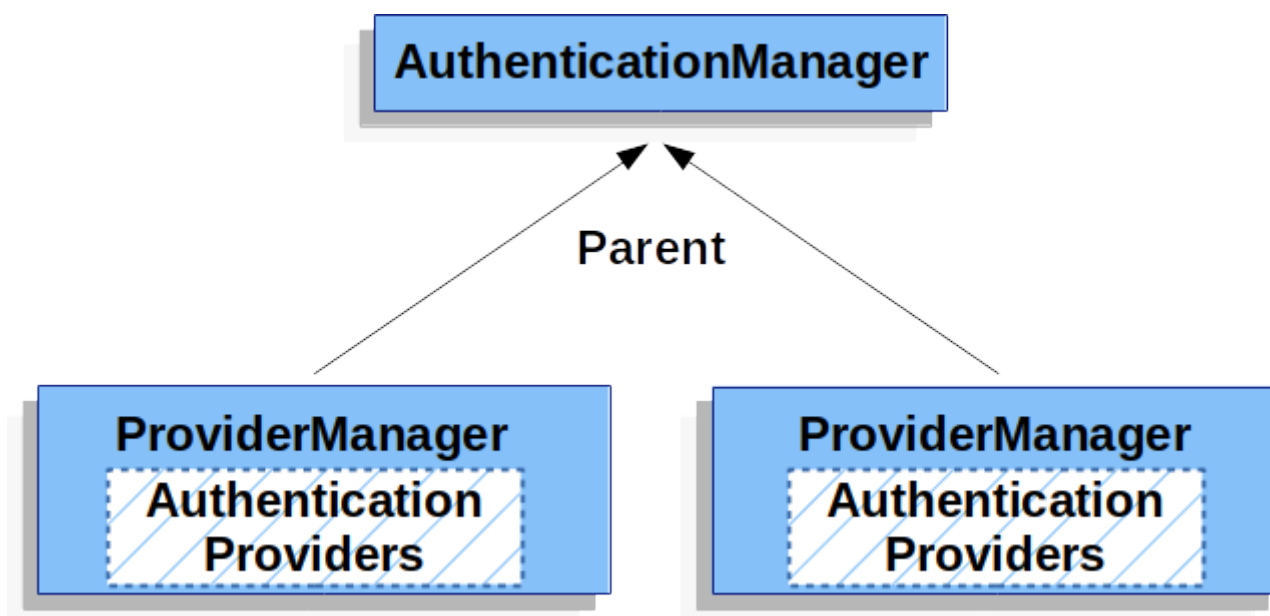 AuthenticationManager
Parent
ProviderManager
Authentication
Providers
ProviderManager
Authentication
Providers